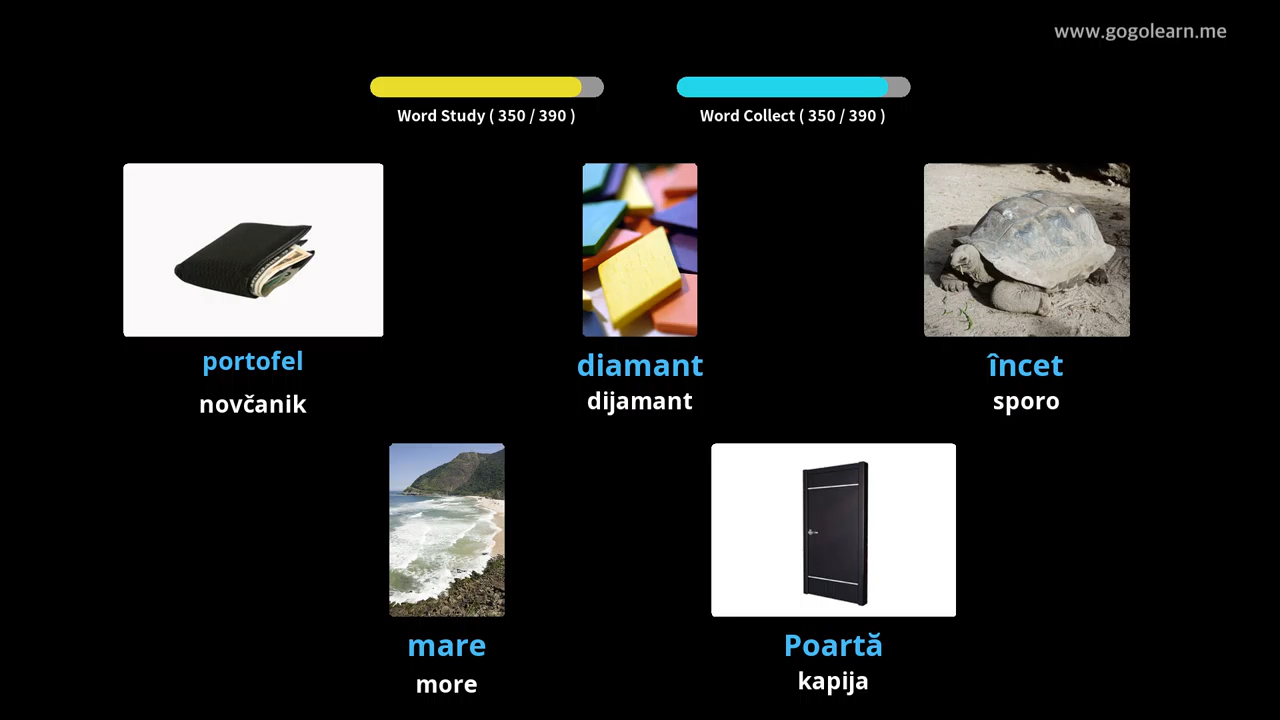 www.gogolearn.me
Word Study ( 350 / 390 )
Word Collect ( 350 / 390 )
portofel
novčanik
diamant
dijamant
încet
sporo
mare
more
Poartă
kapija